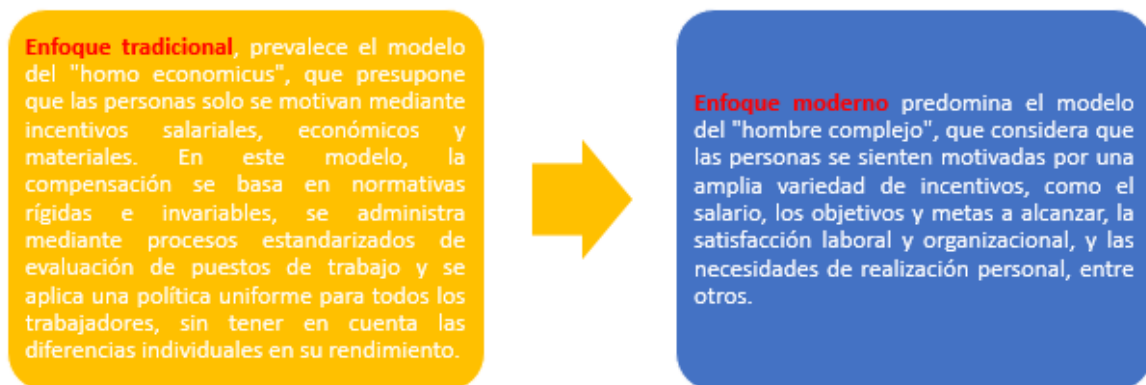 Enfoque tradicional, prevalece el modelo
del "homo economicus", que presupone
que las personas solo se motivan mediante
incentivos salariales, económicos y
materiales. En este modelo, la
compensación se basa en normativas
rígidas e invariables, se administra
mediante procesos estandarizados de
evaluación de puestos de trabajo y se
aplica una política uniforme para todos los
trabajadores, sin tener en cuenta las
diferencias individuales en su rendimiento.
Enfoque moderno predomina el modelo
del "hombre complejo", que considera que
las personas se sienten motivadas por una
amplia variedad de incentivos, como el
salario, los objetivos y metas a alcanzar, la
satisfacción laboral y organizacional, y las
necesidades de realización personal, entre
otros.